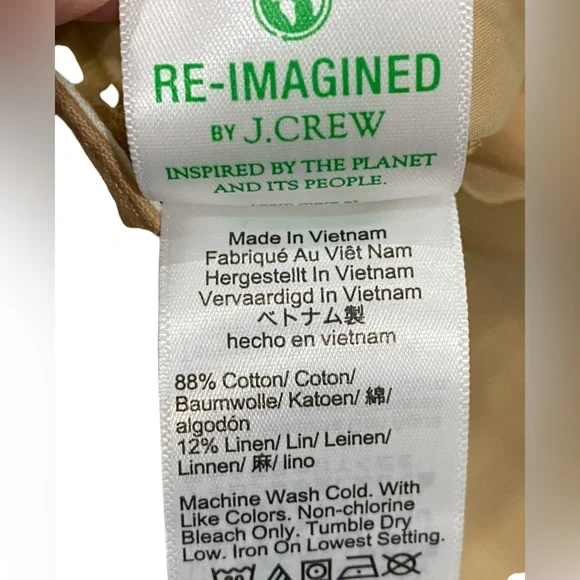 RE-IMAGINED
BY J.CREW
INSPIRED BY THE PLANET
AND ITS PEOPLE.
Made In Vietnam
Fabriqué Au Viêt Nam
Hergestellt In Vietnam
Vervaardigd In Vietnam
ベトナム製
hecho en vietnam
88% Cotton/ Coton/
Baumwolle/ Katoen/ 綿/
algodón
12% Linen/ Lin/ Leinen/
Linnen/ 麻/ lino
Machine Wash Cold. With
Like Colors. Non-chlorine
Bleach Only. Tumble Dry
Low. Iron On Lowest Setting.